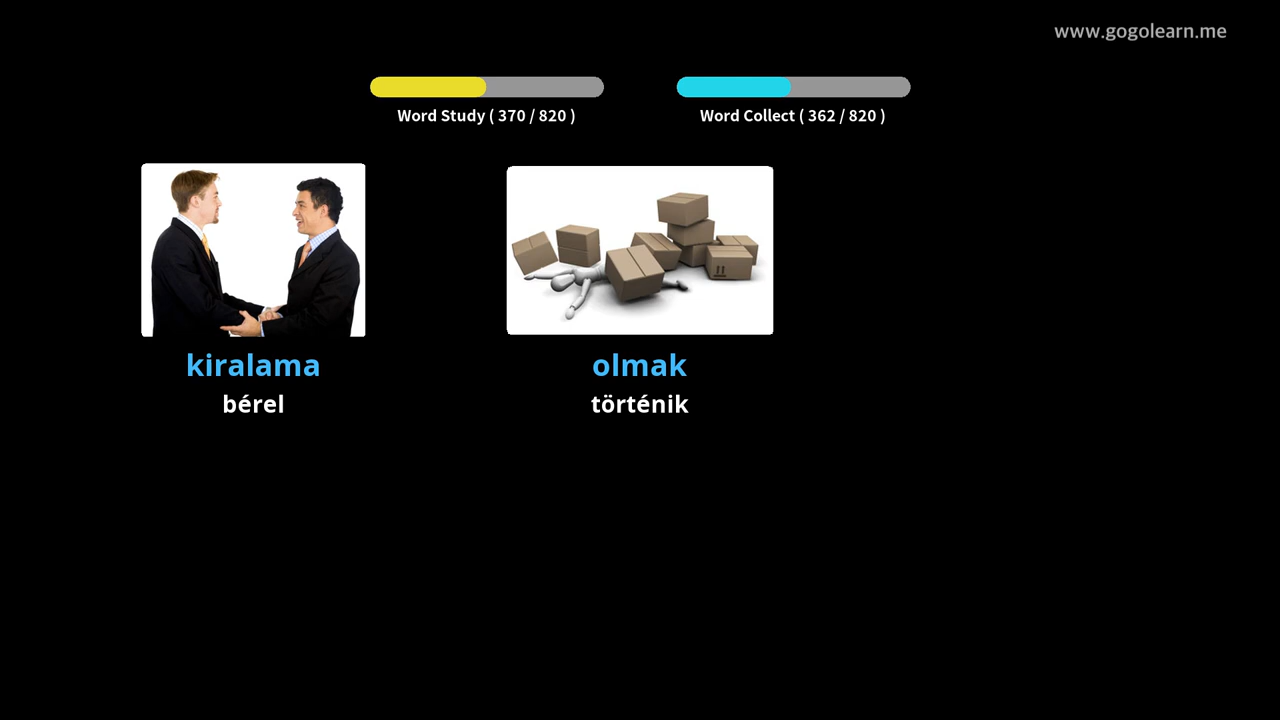 www.gogolearn.me
Word Study ( 370 / 820 )
Word Collect ( 362 / 820 )
kiralama
bérel
olmak
történik